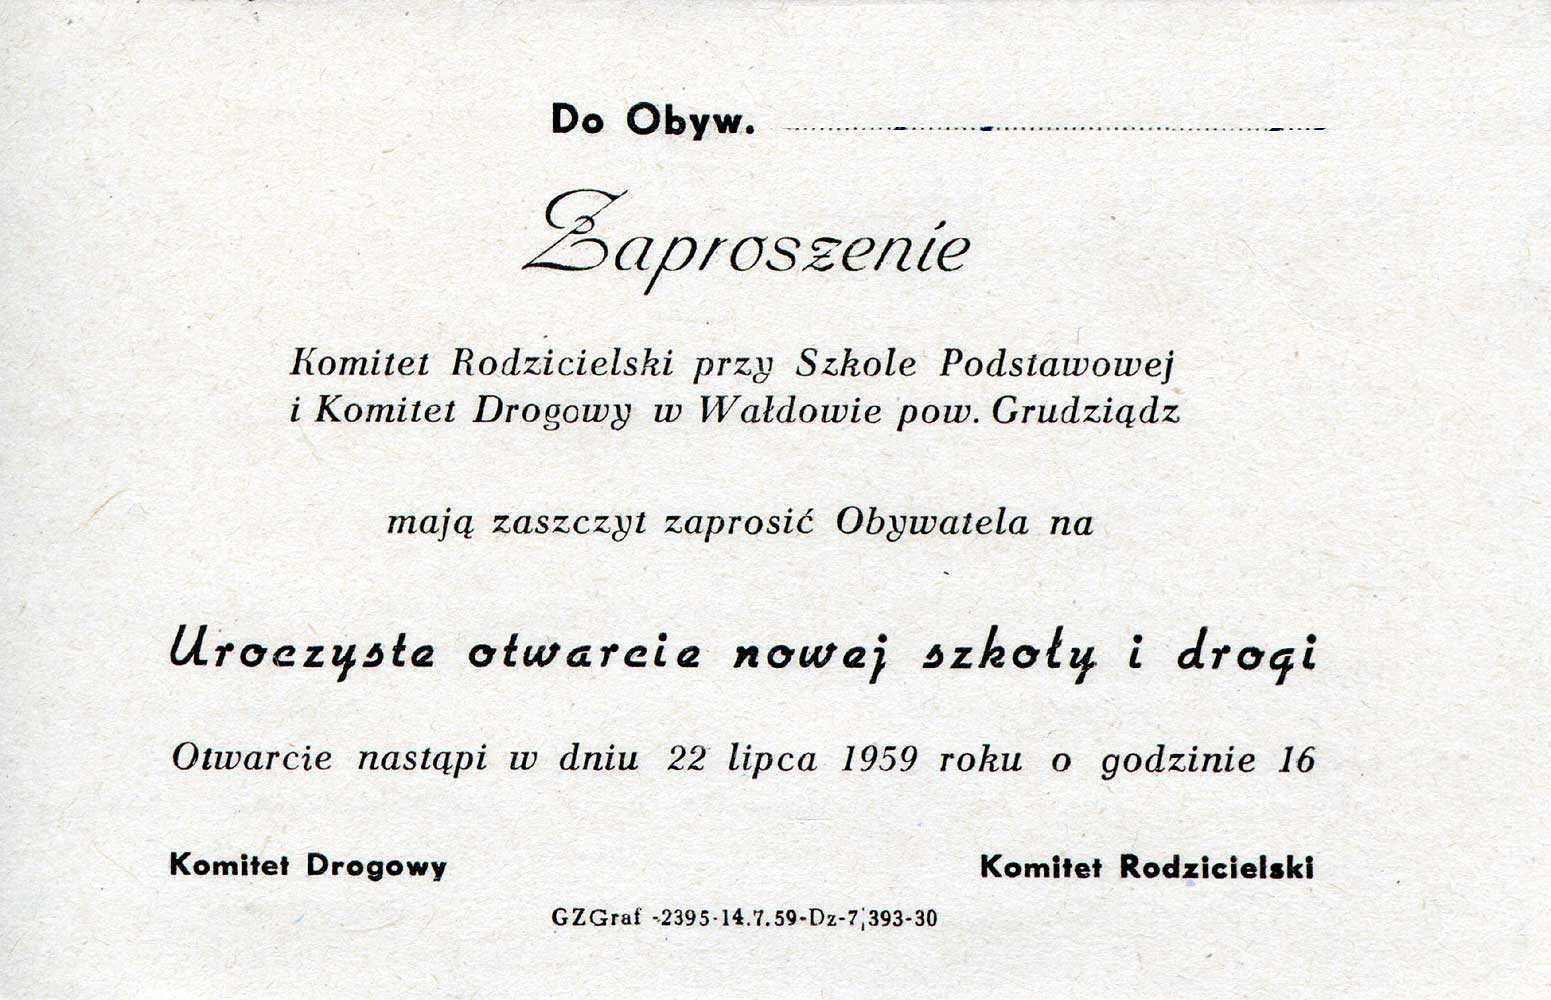 Do Obyw.
Zaproszenie
Komitet Rodzicielski przy Szkole Podstawowej
i Komitet Drogowy w Wałdowie pow. Grudziądz
mają zaszczyt zaprosić Obywatela na
Uroczyste otwarcie nowej szkoły i drogi
Otwarcie nastąpi w dniu 22 lipca 1959 roku o godzinie 16
Komitet Drogowy
Komitet Rodzicielski
GZGraf -2395-14.7.59-Dz-7,393-30